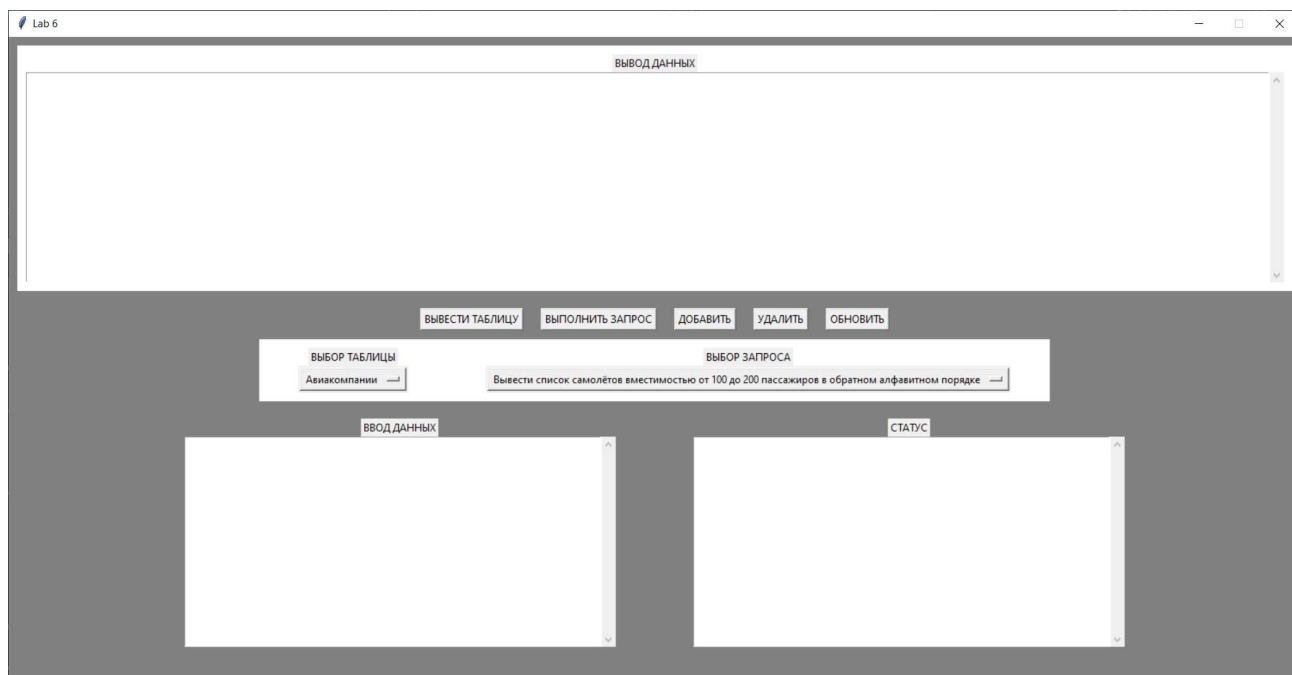 Lab 6
ВЫВОД ДАННЫХ
ВЫВЕСТИ ТАБЛИЦУ ВЫПОЛНИТЬ ЗАПРОС ДОБАВИТЬ УДАЛИТЬ ОБНОВИТЬ
ВЫБОР ТАБЛИЦЫ ВЫБОР ЗАПРОСА
Авиакомпании Вывести список самолётов вместимостью от 100 до 200 пассажиров в обратном алфавитном порядке
ВВОД ДАННЫХ СТАТУС